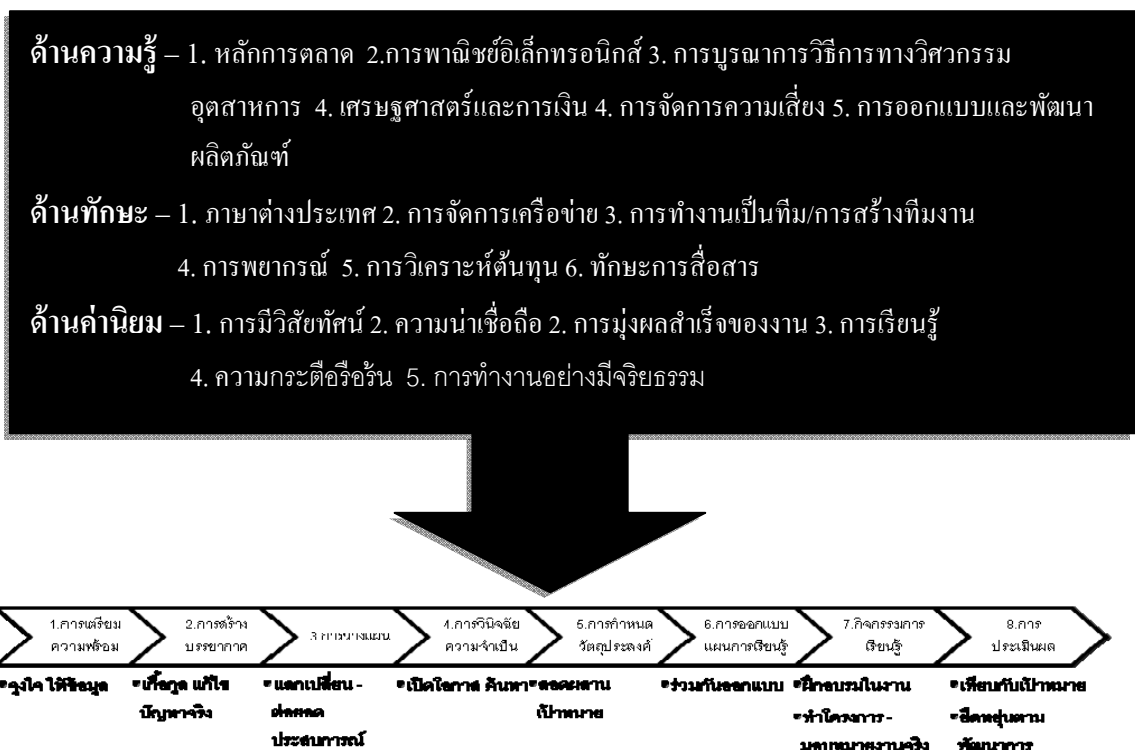 ด้านความรู้ – 1. หลักการตลาด 2.การพาณิชย์อิเล็กทรอนิกส์ 3. การบูรณาการวิธีการทางวิศวกรรม
อุตสาหการ 4. เศรษฐศาสตร์และการเงิน 4. การจัดการความเสี่ยง 5. การออกแบบและพัฒนา
ผลิตภัณฑ์
ด้านทักษะ – 1. ภาษาต่างประเทศ 2. การจัดการเครือข่าย 3. การทำงานเป็นทีม/การสร้างทีมงาน
4. การพยากรณ์ 5. การวิเคราะห์ต้นทุน 6. ทักษะการสื่อสาร
ด้านค่านิยม – 1. การมีวิสัยทัศน์ 2. ความน่าเชื่อถือ 2. การมุ่งผลสำเร็จของงาน 3. การเรียนรู้
4. ความกระตือรือร้น 5. การทำงานอย่างมีจริยธรรม
1.การเตรียม
ความพร้อม
2.การสร้าง
บรรยากาศ
3.การวางแผน
4.การวินิจฉัย
ความจำเป็น
5.การกำหนด
วัตถุประสงค์
6.การออกแบบ
แผนการเรียนรู้
7.กิจกรรมการ
เรียนรู้
8.การ
ประเมินผล
จูงใจ ให้ข้อมูล
เกื้อกูล แก้ไข
ปัญหาจริง
แลกเปลี่ยน -
ต่อยอด
ประสบการณ์
เปิดโอกาส ค้นหา
สอดผสาน
เป้าหมาย
ร่วมกันออกแบบ
ฝึกอบรมในงาน
ทำโครงการ -
มอบหมายงานจริง
เทียบกับเป้าหมาย
ยืดหยุ่นตาม
พัฒนาการ